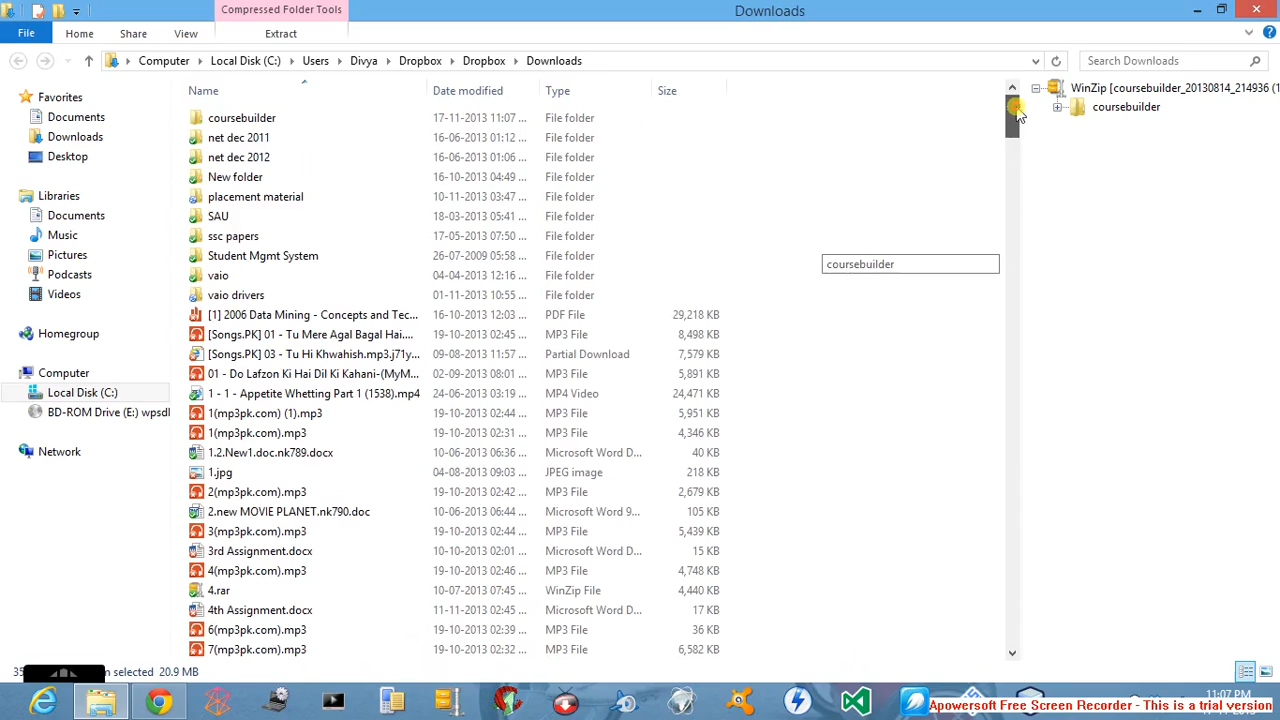 Compressed Folder Tools
Downloads
File
Home
Share
View
Extract
Computer
Local Disk (C:)
Users
Divya
Dropbox
Dropbox
Downloads
Search Downloads
Name
Date modified
Type
Size
Favorites
Documents
Downloads
Desktop
Libraries
Documents
Music
Pictures
Podcasts
Videos
Homegroup
Computer
Local Disk (C:)
BD-ROM Drive (E:) wpsdl
Network
coursebuilder 17-11-2013 11:07 ... File folder
net dec 2011 16-06-2013 01:12 ... File folder
net dec 2012 16-06-2013 01:06 ... File folder
New folder 16-10-2013 04:49 ... File folder
placement material 10-11-2013 03:47 ... File folder
SAU 18-03-2013 05:41 ... File folder
ssc papers 17-05-2013 07:50 ... File folder
Student Mgmt System 26-07-2009 05:58 ... File folder
vaio 04-04-2013 12:16 ... File folder
vaio drivers 01-11-2013 10:55 ... File folder
[1] 2006 Data Mining - Concepts and Tec... 16-10-2013 12:03 ... PDF File 29,218 KB
[Songs.PK] 01 - Tu Mere Agal Bagal Hai.... 19-10-2013 02:45 ... MP3 File 8,498 KB
[Songs.PK] 03 - Tu Hi Khwahish.mp3.j71y... 09-08-2013 11:57 ... Partial Download 7,579 KB
01 - Do Lafzon Ki Hai Dil Ki Kahani-(MyM... 02-09-2013 08:01 ... MP3 File 5,891 KB
1 - 1 - Appetite Whetting Part 1 (1538).mp4 24-06-2013 03:19 ... MP4 Video 24,471 KB
1(mp3pk.com) (1).mp3 19-10-2013 02:44 ... MP3 File 5,951 KB
1(mp3pk.com).mp3 19-10-2013 02:31 ... MP3 File 4,346 KB
1.2.New1.doc.nk789.docx 10-06-2013 06:36 ... Microsoft Word D... 40 KB
1.jpg 04-08-2013 09:03 ... JPEG image 218 KB
2(mp3pk.com).mp3 19-10-2013 02:42 ... MP3 File 2,679 KB
2.new MOVIE PLANET.nk790.doc 10-06-2013 06:44 ... Microsoft Word 9... 105 KB
3(mp3pk.com).mp3 19-10-2013 02:44 ... MP3 File 5,439 KB
3rd Assignment.docx 10-10-2013 02:01 ... Microsoft Word D... 15 KB
4(mp3pk.com).mp3 19-10-2013 02:46 ... MP3 File 4,748 KB
4.rar 10-07-2013 07:45 ... WinZip File 4,440 KB
4th Assignment.docx 11-11-2013 02:45 ... Microsoft Word D... 17 KB
6(mp3pk.com).mp3 19-10-2013 02:39 ... MP3 File 36 KB
7(mp3pk.com).mp3 19-10-2013 02:32 ... MP3 File 6,582 KB
coursebuilder
WinZip [coursebuilder_20130814_214936 (1
coursebuilder
selected 20.9 MB
11:07 PM
Apowersoft Free Screen Recorder - This is a trial version